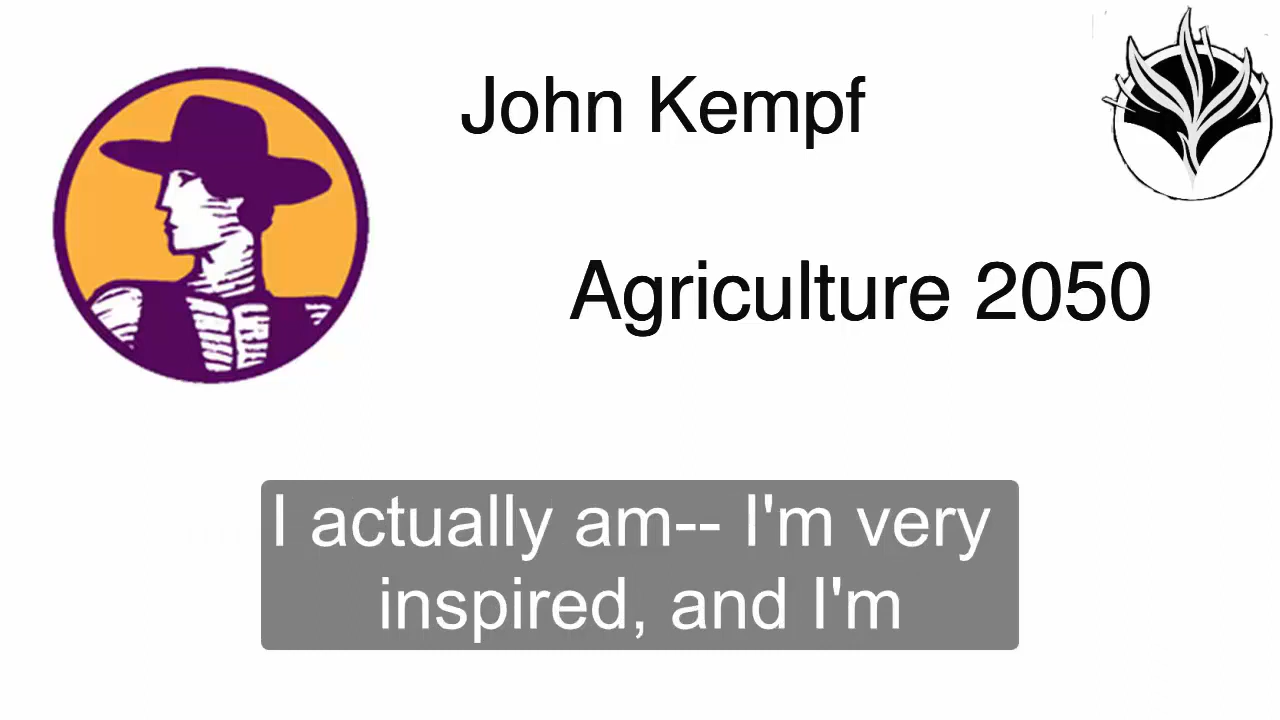 John Kempf
Agriculture 2050
I actually am-- I'm very
inspired, and I'm